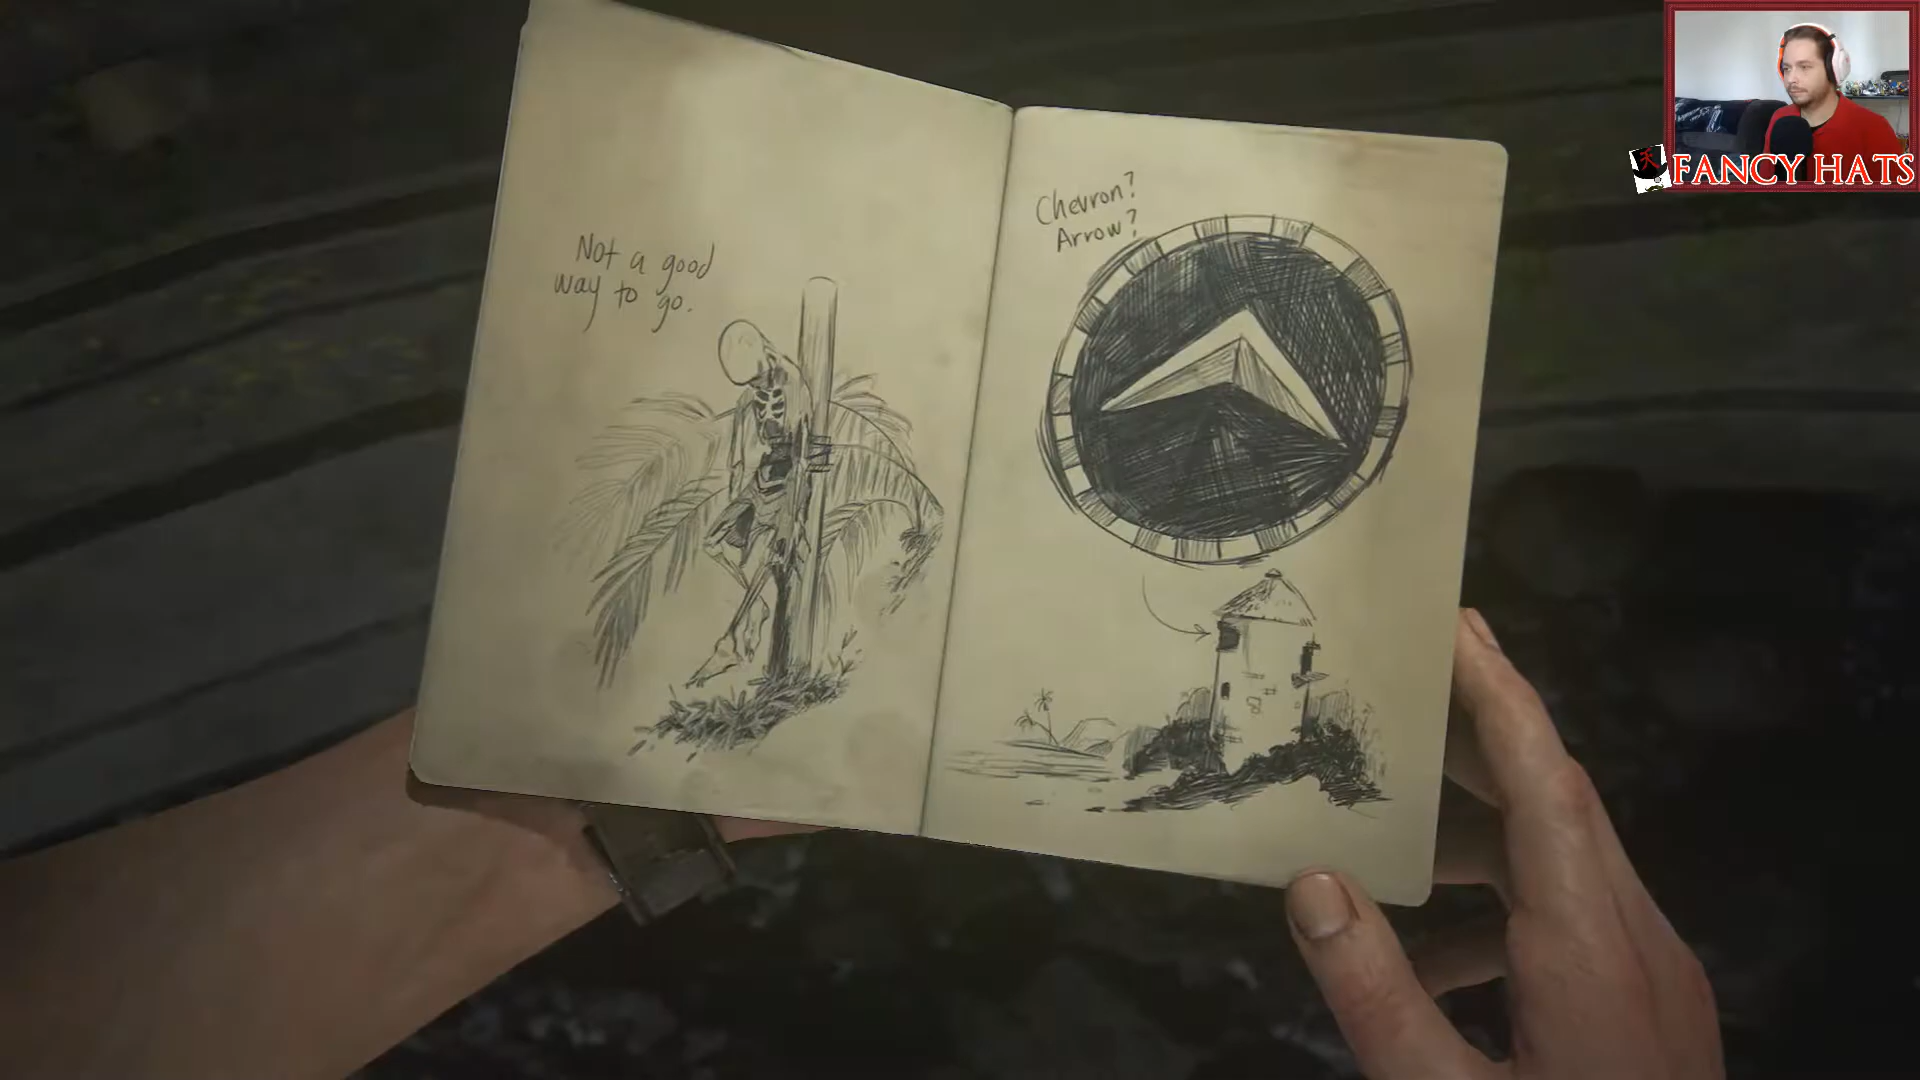 Not a good
way to go.
Chevron?
Arrow?
FANCY HATS